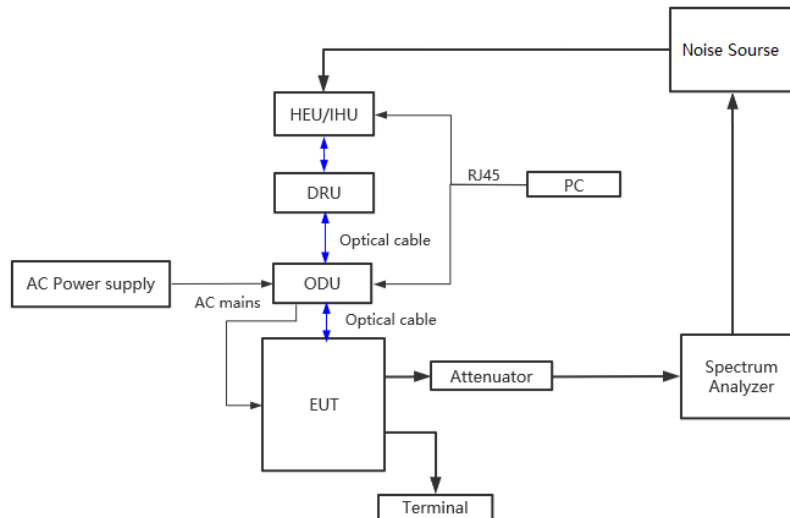 Noise Sourse
HEU/IHU
RJ45
PC
DRU
Optical cable
AC Power supply
ODU
AC mains
Optical cable
EUT
Attenuator
Spectrum
Analyzer
Terminal